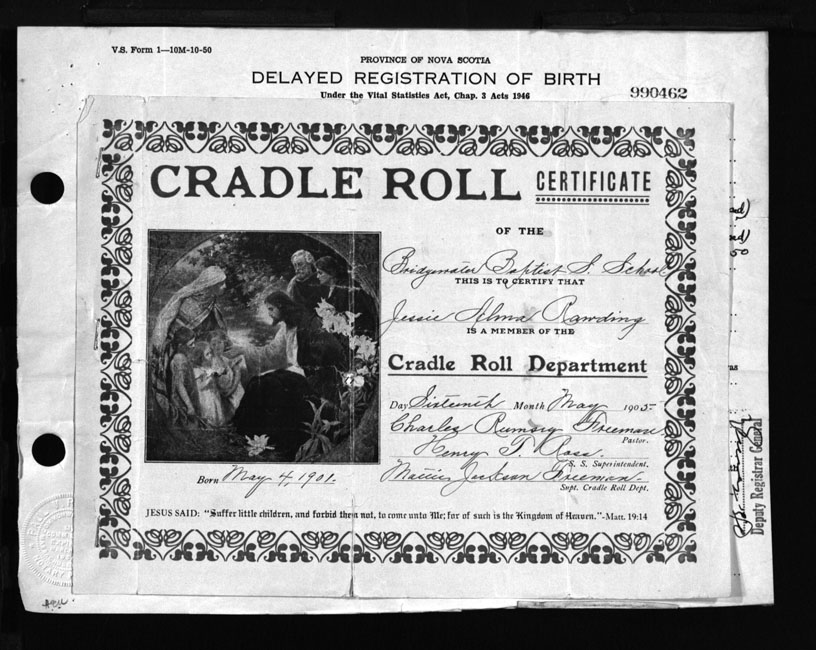 V.S. Form 1—10M-10-50
PROVINCE OF NOVA SCOTIA
DELAYED REGISTRATION OF BIRTH
Under the Vital Statistics Act, Chap. 3 Acts 1946
990462
CRADLE ROLL CERTIFICATE
OF THE
Bridgewater Baptist S. School
THIS IS TO CERTIFY THAT
Jessie Alma Rawding
IS A MEMBER OF THE
Cradle Roll Department
Day Sixteenth Month May 1905
Charles Rumsey Freeman
Pastor.
Henry T. Ross.
S. S. Superintendent.
Born May 4, 1901.
Jackson Freeman
Supt. Cradle Roll Dept.
JESUS SAID: "Suffer little children, and forbid them not, to come unto Me; for of such is the Kingdom of Heaven."-Matt. 19:14
Deputy Registrar General